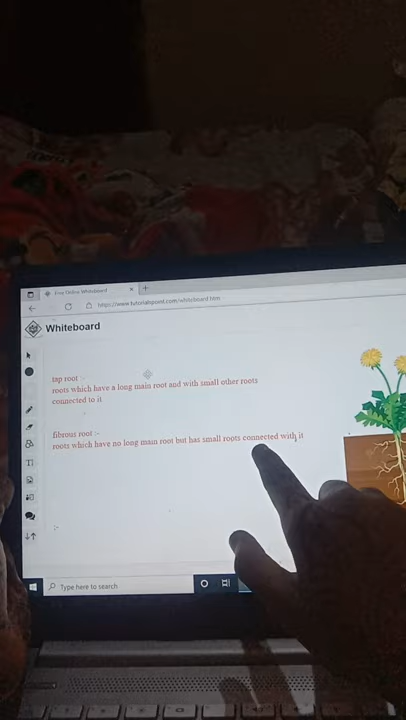 Free Online Whiteboard
https://www.tutorialspoint.com/whiteboard.htm
Whiteboard
tap root :-
roots which have a long main root and with small other roots
connected to it
fibrous root :-
roots which have no long main root but has small roots connected with it
:-
Type here to search